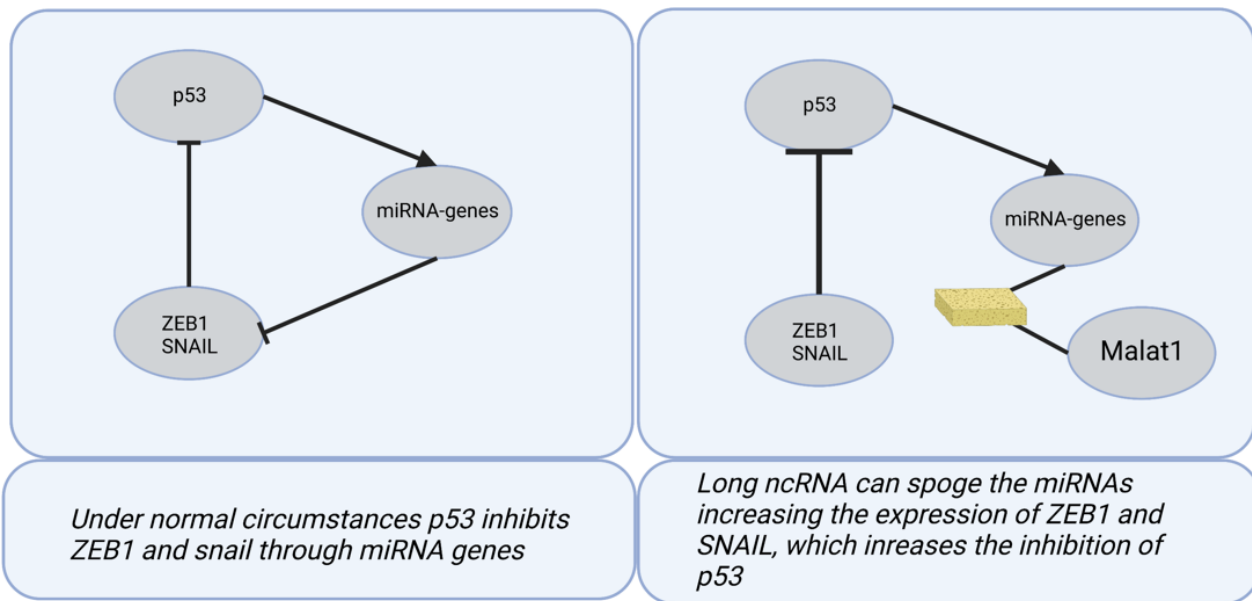 p53
miRNA-genes
ZEB1
SNAIL
Under normal circumstances p53 inhibits
ZEB1 and snail through miRNA genes
p53
miRNA-genes
ZEB1
SNAIL
Malat1
Long ncRNA can spoge the miRNAs
increasing the expression of ZEB1 and
SNAIL, which inreases the inhibition of
p53